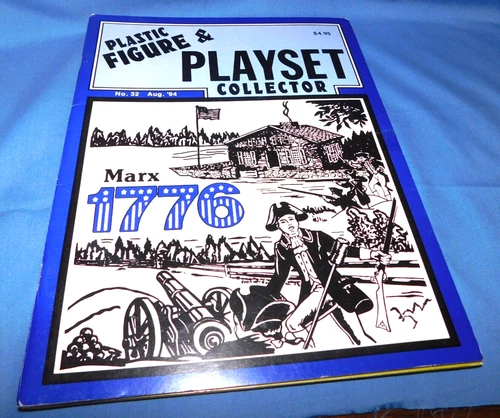 PLASTIC
FIGURE &
PLAYSET
COLLECTOR
$4.95
No. 32 Aug. '94
Marx
1776